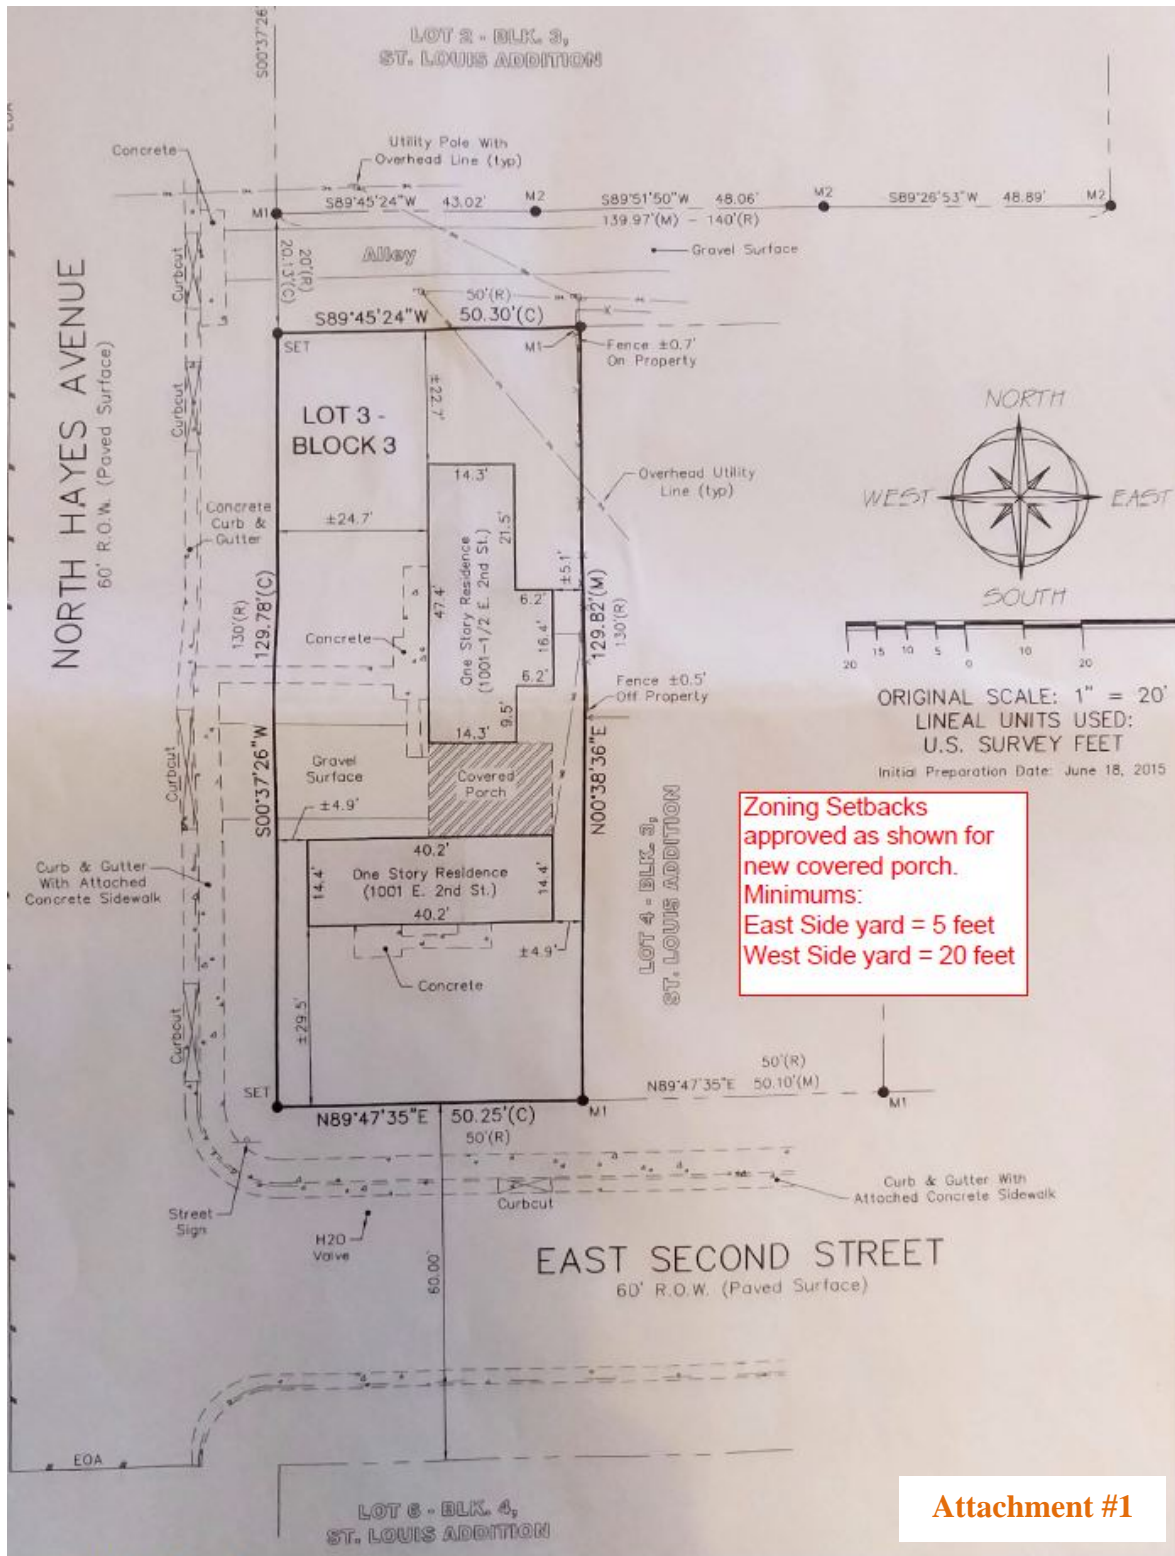 S00°37'26
LOT 2 - BLK. 3,
ST. LOUIS ADDITION
EOA
Concrete
Utility Pole With
Overhead Line (typ)
M1
S89°45'24"W 43.02'
M2
S89°51'50"W 48.06'
M2
S89°26'53"W 48.89'
M2
139.97'(M) - 140'(R)
Curbcut
20'(R)
20.13'(C)
Alley
Gravel Surface
50'(R)
S89°45'24"W 50.30'(C)
SET
M1
Fence ±0.7'
On Property
NORTH HAYES AVENUE
60' R.O.W. (Paved Surface)
Curbcut
±22.7'
LOT 3 -
BLOCK 3
NORTH
WEST
EAST
SOUTH
14.3'
Overhead Utility
Line (typ)
Concrete
Curb &
Gutter
±24.7'
21.5'
One Story Residence
(1001-1/2 E. 2nd St.)
±5.1'
47.4'
6.2'
16.4'
6.2'
9.5'
14.3'
130'(R)
129.78'(C)
S00°37'26"W
129.82'(M)
130'(R)
N00°38'36"E
Concrete
Fence ±0.5'
Off Property
20 15 10 5 0 10 20
ORIGINAL SCALE: 1" = 20'
LINEAL UNITS USED:
U.S. SURVEY FEET
Initial Preparation Date: June 18, 2015
Curbcut
Gravel
Surface
Covered
Porch
±4.9'
Zoning Setbacks
approved as shown for
new covered porch.
Minimums:
East Side yard = 5 feet
West Side yard = 20 feet
Curb & Gutter
With Attached
Concrete Sidewalk
40.2'
14.4'
One Story Residence
(1001 E. 2nd St.)
14.4'
40.2'
LOT 4 - BLK. 3,
ST. LOUIS ADDITION
±4.9'
Concrete
±29.5'
Curbcut
SET
N89°47'35"E 50.25'(C)
50'(R)
M1
50'(R)
N89°47'35"E 50.10'(M)
M1
Street
Sign
H2O
Valve
Curbcut
Curb & Gutter With
Attached Concrete Sidewalk
60.00'
EAST SECOND STREET
60' R.O.W. (Paved Surface)
EOA
LOT 6 - BLK. 4,
ST. LOUIS ADDITION
Attachment #1